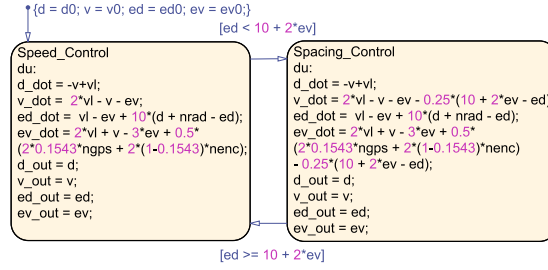 {d = d0; v = v0; ed = ed0; ev = ev0;}
[ed < 10 + 2*ev]
Speed_Control
du:
d_dot = -v+vl;
v_dot = 2*vl - v - ev;
ed_dot = vl - ev + 10*(d + nrad - ed);
ev_dot = 2*vl + v - 3*ev + 0.5*
(2*0.1543*ngps + 2*(1-0.1543)*nenc);
d_out = d;
v_out = v;
ed_out = ed;
ev_out = ev;
Spacing_Control
du:
d_dot = -v+vl;
v_dot = 2*vl - v - ev - 0.25*(10 + 2*ev - ed);
ed_dot = vl - ev + 10*(d + nrad - ed);
ev_dot = 2*vl + v - 3*ev + 0.5*
(2*0.1543*ngps + 2*(1-0.1543)*nenc)
- 0.25*(10 + 2*ev - ed);
d_out = d;
v_out = v;
ed_out = ed;
ev_out = ev;
[ed >= 10 + 2*ev]